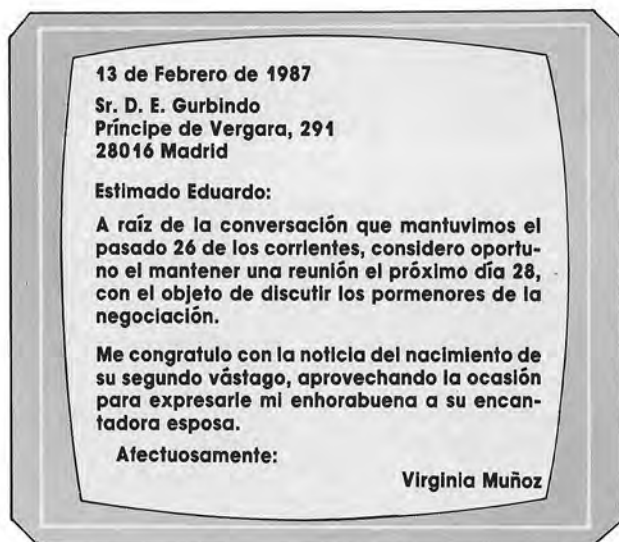 13 de Febrero de 1987
Sr. D. E. Gurbindo
Príncipe de Vergara, 291
28016 Madrid
Estimado Eduardo:
A raíz de la conversación que mantuvimos el
pasado 26 de los corrientes, considero oportu-
no el mantener una reunión el próximo día 28,
con el objeto de discutir los pormenores de la
negociación.
Me congratulo con la noticia del nacimiento de
su segundo vástago, aprovechando la ocasión
para expresarle mi enhorabuena a su encan-
tadora esposa.
Afectuosamente:
Virginia Muñoz